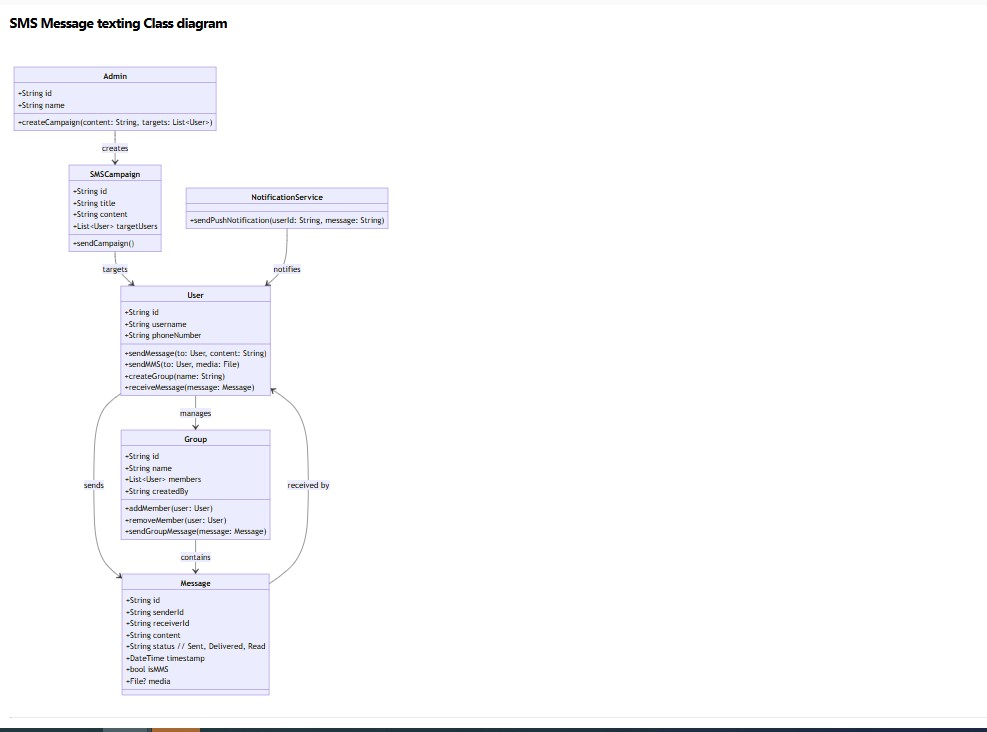 SMS Message texting Class diagram
Admin
+String id
+String name
+createCampaign(content: String, targets: List<User>)
creates
SMSCampaign
+String id
+String title
+String content
+List<User> targetUsers
+sendCampaign()
NotificationService
+sendPushNotification(userId: String, message: String)
targets
notifies
User
+String id
+String username
+String phoneNumber
+sendMessage(to: User, content: String)
+sendMMS(to: User, media: File)
+createGroup(name: String)
+receiveMessage(message: Message)
manages
Group
+String id
+String name
+List<User> members
+String createdBy
+addMember(user: User)
+removeMember(user: User)
+sendGroupMessage(message: Message)
sends
received by
contains
Message
+String id
+String senderId
+String receiverId
+String content
+String status // Sent, Delivered, Read
+DateTime timestamp
+bool isMMS
+File? media